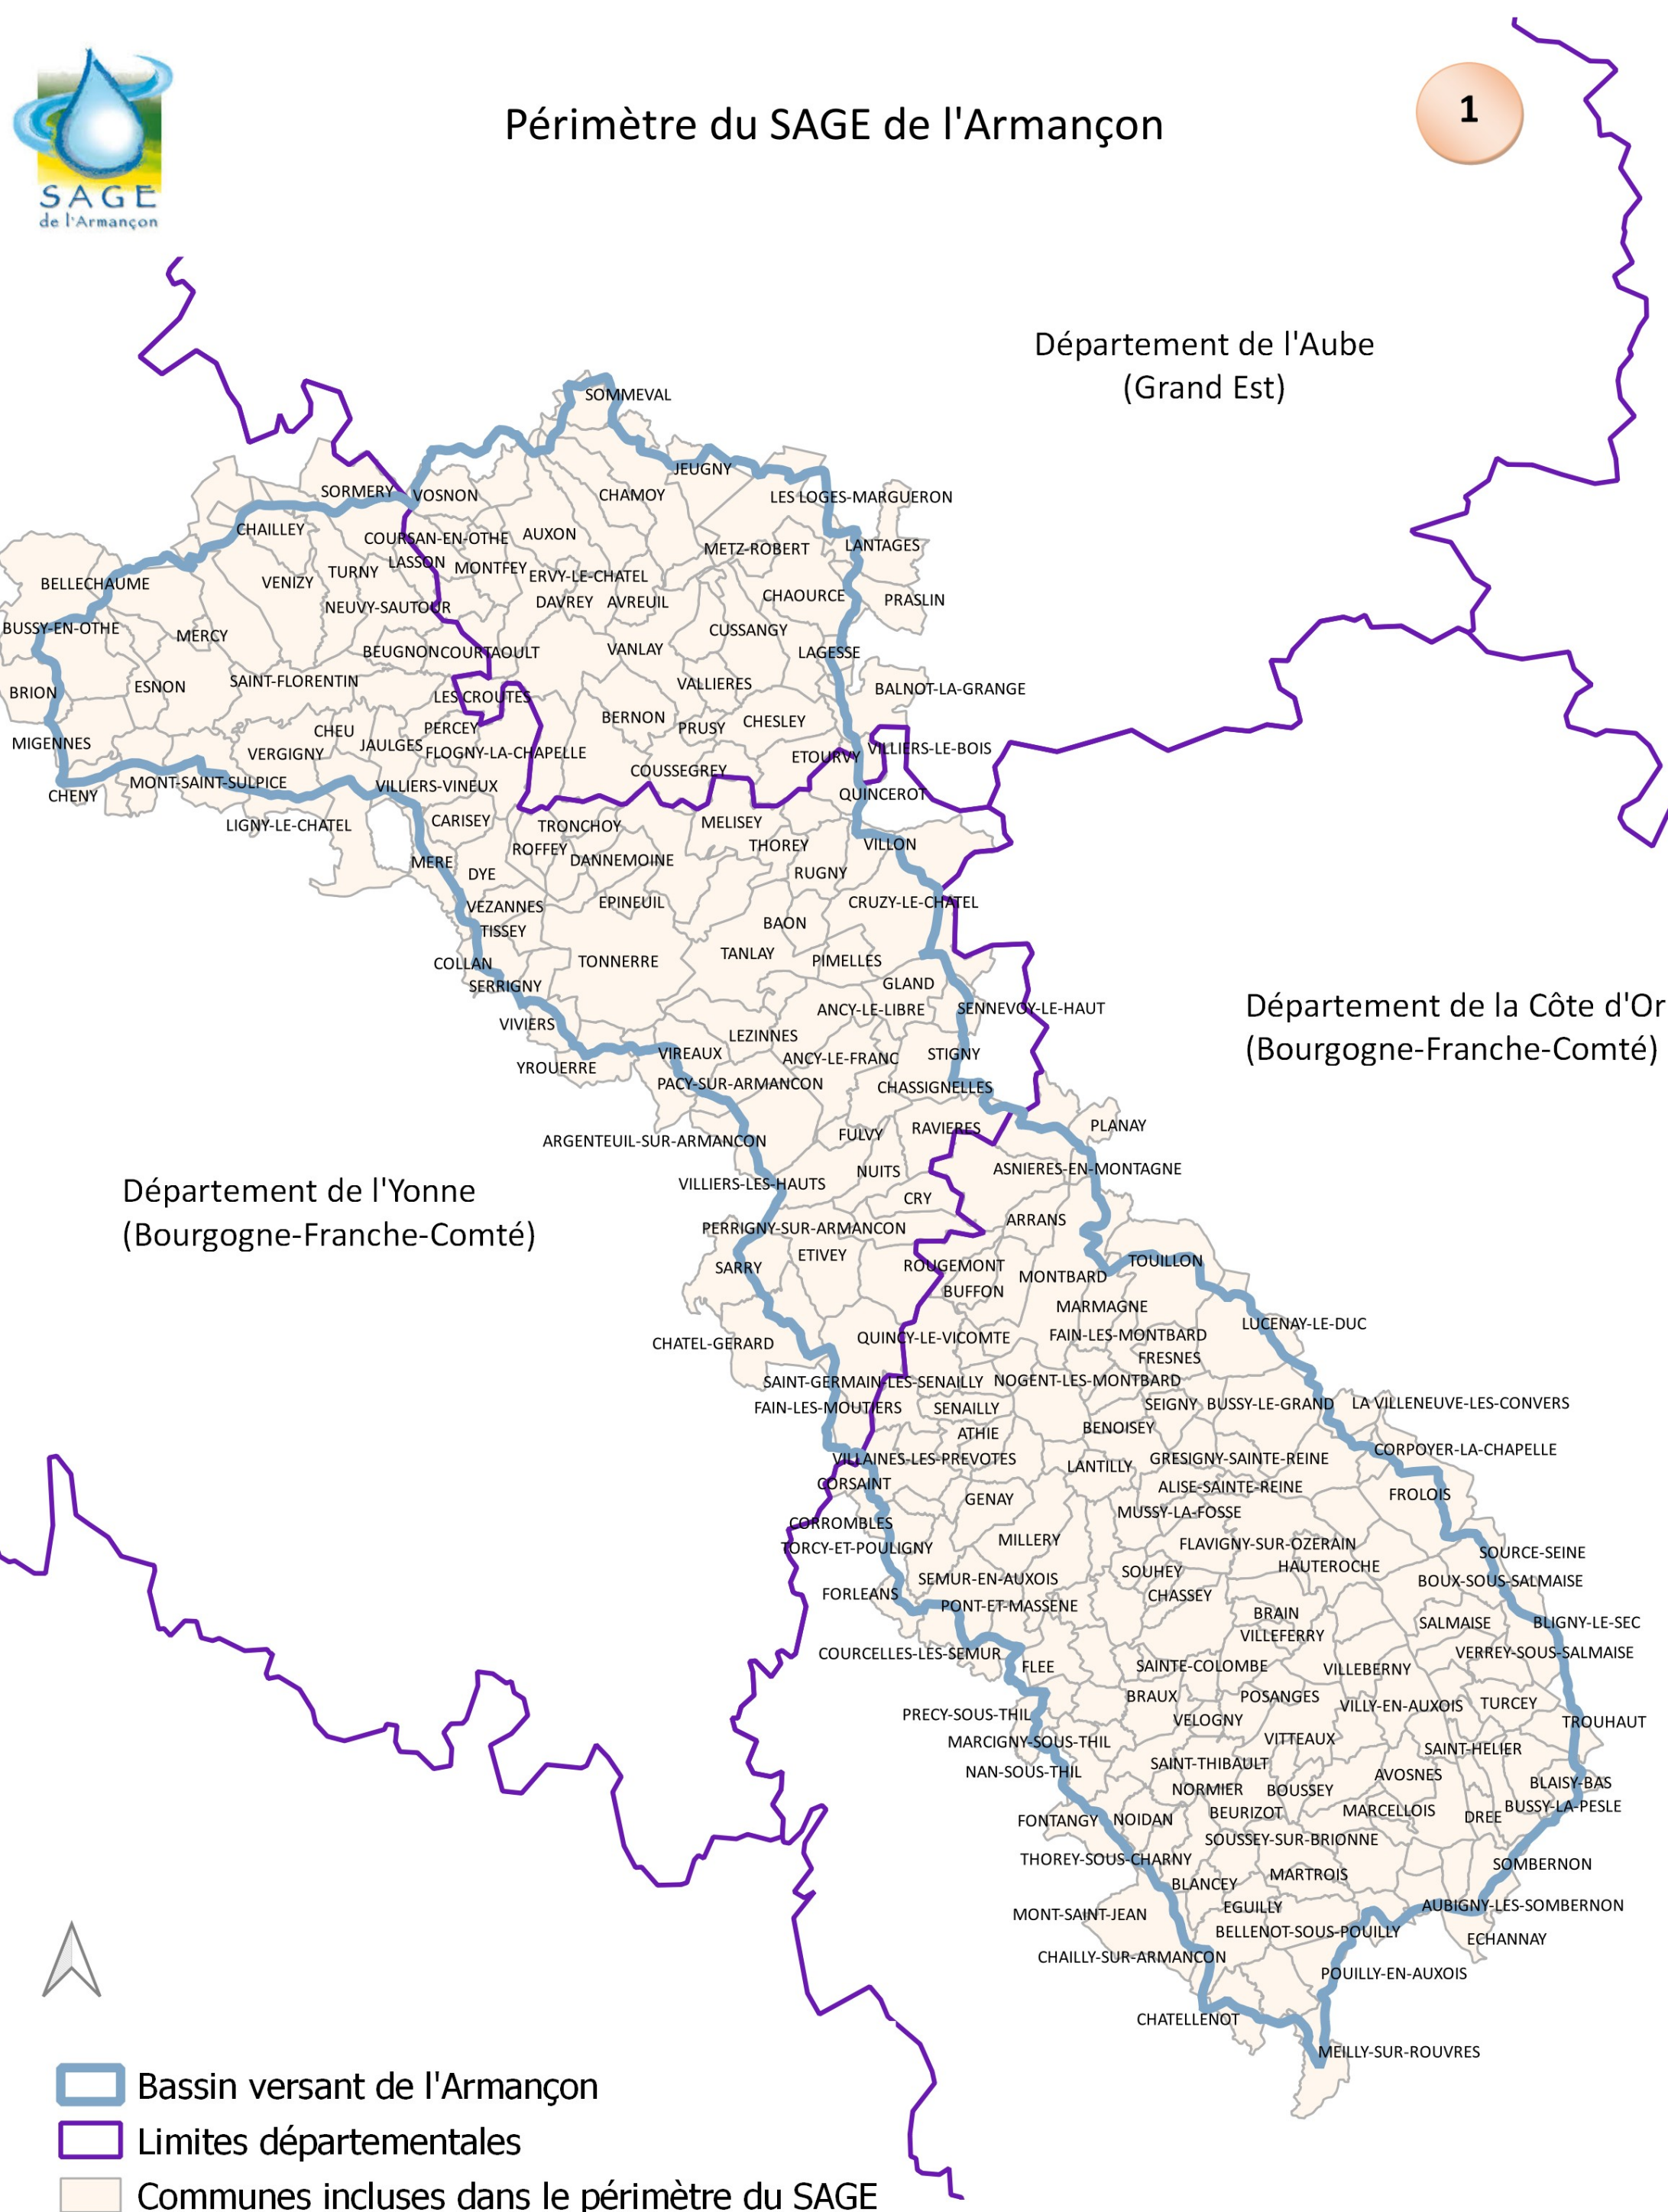 SAGE
de l'Armançon
Périmètre du SAGE de l'Armançon
1
Département de l'Aube
(Grand Est)
SOMMEVAL
JEUGNY
SORMERY
VOSNON
CHAMOY
LES LOGES-MARGUERON
CHAILLEY
COURSAN-EN-OTHE
AUXON
METZ-ROBERT
LANTAGES
LASSON
MONTFEY
TURNY
ERVY-LE-CHATEL
BELLECHAUME
VENIZY
NEUVY-SAUTOUR
DAVREY
AVREUIL
CHAOURCE
PRASLIN
BUSSY-EN-OTHE
MERCY
CUSSANGY
BEUGNON
COURTAOULT
VANLAY
LAGESSE
BRION
ESNON
SAINT-FLORENTIN
LES CROUTES
VALLIERES
BALNOT-LA-GRANGE
BERNON
PRUSY
CHESLEY
MIGENNES
CHEU
PERCEY
VERGIGNY
JAULGES
FLOGNY-LA-CHAPELLE
ETOURVY
VILLIERS-LE-BOIS
COUSSEGREY
CHENY
MONT-SAINT-SULPICE
VILLIERS-VINEUX
QUINCEROT
LIGNY-LE-CHATEL
CARISEY
TRONCHOY
MELISEY
THOREY
VILLON
ROFFEY
DANNEMOINE
MERE
DYE
RUGNY
VEZANNES
EPINEUIL
CRUZY-LE-CHATEL
TISSEY
BAON
COLLAN
TONNERRE
TANLAY
PIMELLES
SERRIGNY
GLAND
ANCY-LE-LIBRE
SENNEVOY-LE-HAUT
Département de la Côte d'Or
(Bourgogne-Franche-Comté)
VIVIERS
LEZINNES
VIREAUX
ANCY-LE-FRANC
STIGNY
YROUERRE
PACY-SUR-ARMANCON
CHASSIGNELLES
ARGENTEUIL-SUR-ARMANCON
FULVY
RAVIERES
PLANAY
NUITS
ASNIERES-EN-MONTAGNE
Département de l'Yonne
(Bourgogne-Franche-Comté)
VILLIERS-LES-HAUTS
CRY
PERRIGNY-SUR-ARMANCON
ARRANS
SARRY
ETIVEY
ROUGEMONT
MONTBARD
TOUILLON
BUFFON
MARMAGNE
LUCENAY-LE-DUC
CHATEL-GERARD
QUINCY-LE-VICOMTE
FAIN-LES-MONTBARD
FRESNES
SAINT-GERMAIN-LES-SENAILLY
NOGENT-LES-MONTBARD
FAIN-LES-MOUTIERS
SENAILLY
SEIGNY
BUSSY-LE-GRAND
LA VILLENEUVE-LES-CONVERS
ATHIE
BENOISEY
CORPOYER-LA-CHAPELLE
VILLAINES-LES-PREVOTES
LANTILLY
GRESIGNY-SAINTE-REINE
CORSAINT
GENAY
ALISE-SAINTE-REINE
FROLOIS
MUSSY-LA-FOSSE
CORROMBLES
TORCY-ET-POULIGNY
MILLERY
FLAVIGNY-SUR-OZERAIN
HAUTEROCHE
SOURCE-SEINE
SEMUR-EN-AUXOIS
SOUHEY
BOUX-SOUS-SALMAISE
FORLEANS
PONT-ET-MASSENE
CHASSEY
BRAIN
SALMAISE
BLIGNY-LE-SEC
VILLEFERRY
COURCELLES-LES-SEMUR
FLEE
SAINTE-COLOMBE
VILLEBERNY
VERREY-SOUS-SALMAISE
PRECY-SOUS-THIL
BRAUX
POSANGES
VILLY-EN-AUXOIS
TURCEY
VELOGNY
TROUHAUT
MARCIGNY-SOUS-THIL
VITTEAUX
SAINT-HELIER
NAN-SOUS-THIL
SAINT-THIBAULT
AVOSNES
NORMIER
BOUSSEY
BLAISY-BAS
FONTANGY
NOIDAN
BEURIZOT
MARCELLOIS
DREE
BUSSY-LA-PESLE
SOUSSEY-SUR-BRIONNE
THOREY-SOUS-CHARNY
BLANCEY
MARTROIS
SOMBERNON
MONT-SAINT-JEAN
EGUILLY
AUBIGNY-LES-SOMBERNON
BELLENOT-SOUS-POUILLY
ECHANNAY
CHAILLY-SUR-ARMANCON
POUILLY-EN-AUXOIS
CHATELLENOT
MEILLY-SUR-ROUVRES
Bassin versant de l'Armançon
Limites départementales
Communes incluses dans le périmètre du SAGE